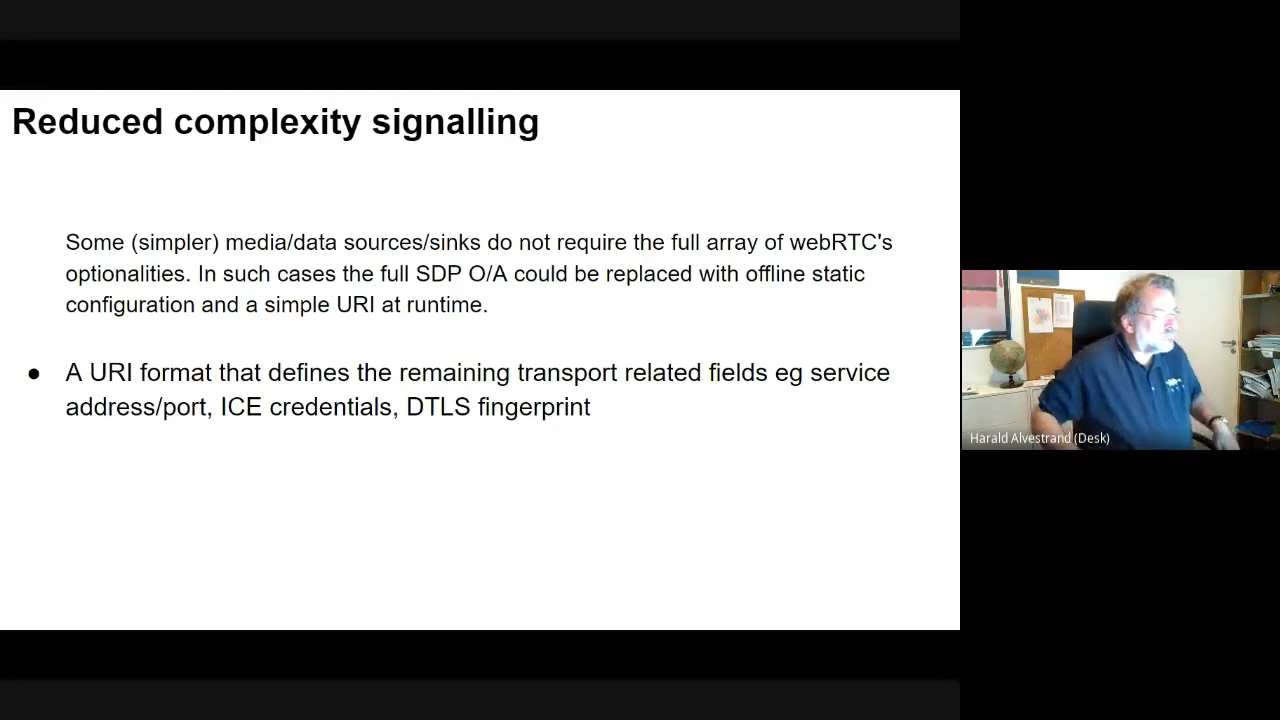 Reduced complexity signalling
Some (simpler) media/data sources/sinks do not require the full array of webRTC's
optionalities. In such cases the full SDP O/A could be replaced with offline static
configuration and a simple URI at runtime.
● A URI format that defines the remaining transport related fields eg service
address/port, ICE credentials, DTLS fingerprint
Harald Alvestrand (Desk)